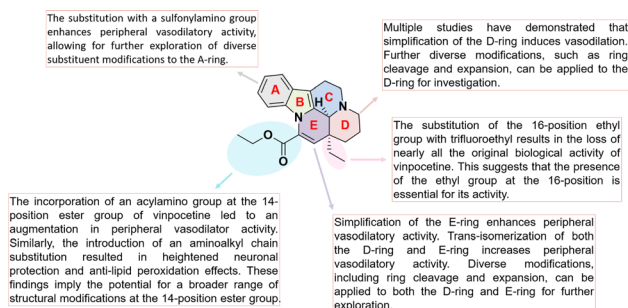 The substitution with a sulfonylamino group
enhances peripheral vasodilatory activity,
allowing for further exploration of diverse
substituent modifications to the A-ring.
Multiple studies have demonstrated that
simplification of the D-ring induces vasodilation.
Further diverse modifications, such as ring
cleavage and expansion, can be applied to the
D-ring for investigation.
A
B
C
H
N
N
E
D
O
O
The substitution of the 16-position ethyl
group with trifluroethyl results in the loss of
nearly all the original biological activity of
vinpocetine. This suggests that the presence
of the ethyl group at the 16-position is
essential for its activity.
The incorporation of an acylamino group at the 14-
position ester group of vinpocetine led to an
augmentation in peripheral vasodilator activity.
Similarly, the introduction of an aminoalkyl chain
substitution resulted in heightened neuronal
protection and anti-lipid peroxidation effects. These
findings imply the potential for a broader range of
structural modifications at the 14-position ester group.
Simplification of the E-ring enhances peripheral
vasodilatory activity. Trans-isomerization of both
the D-ring and E-ring increases peripheral
vasodilatory activity. Diverse modifications,
including ring cleavage and expansion, can be
applied to both the D-ring and E-ring for further
exploration.